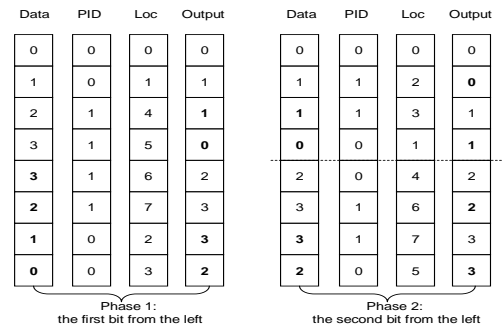 Data PID Loc Output Data PID Loc Output
0 0 0 0 0 0 0 0
1 0 1 1 1 1 2 0
2 1 4 1 1 1 3 1
3 1 5 0 0 0 1 1
3 1 6 2 2 0 4 2
2 1 7 3 3 1 6 2
1 0 2 3 3 1 7 3
0 0 3 2 2 0 5 3
Phase 1: Phase 2:
the first bit from the left the second bit from the left